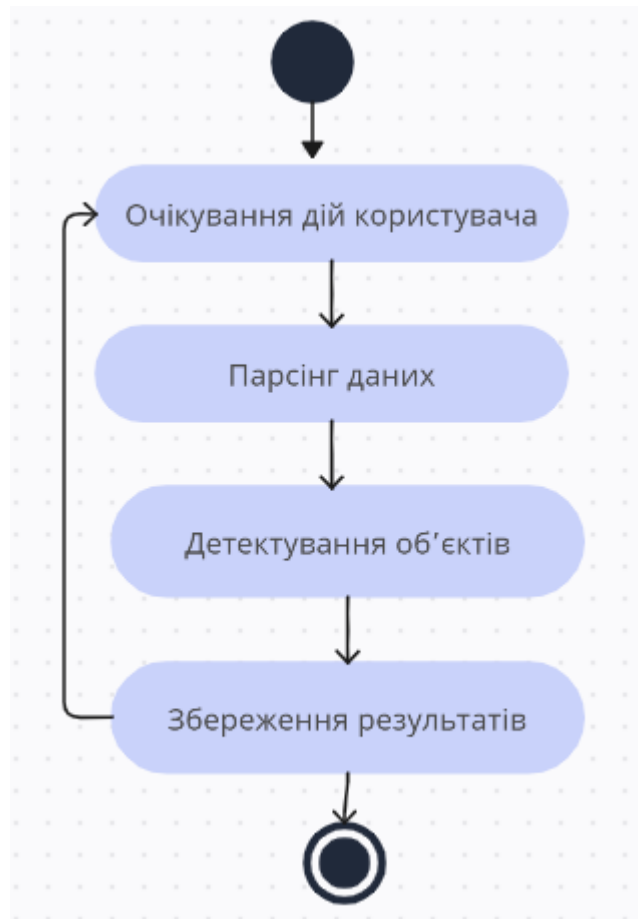 Очікування дій користувача
Парсінг даних
Детектування об’єктів
Збереження результатів